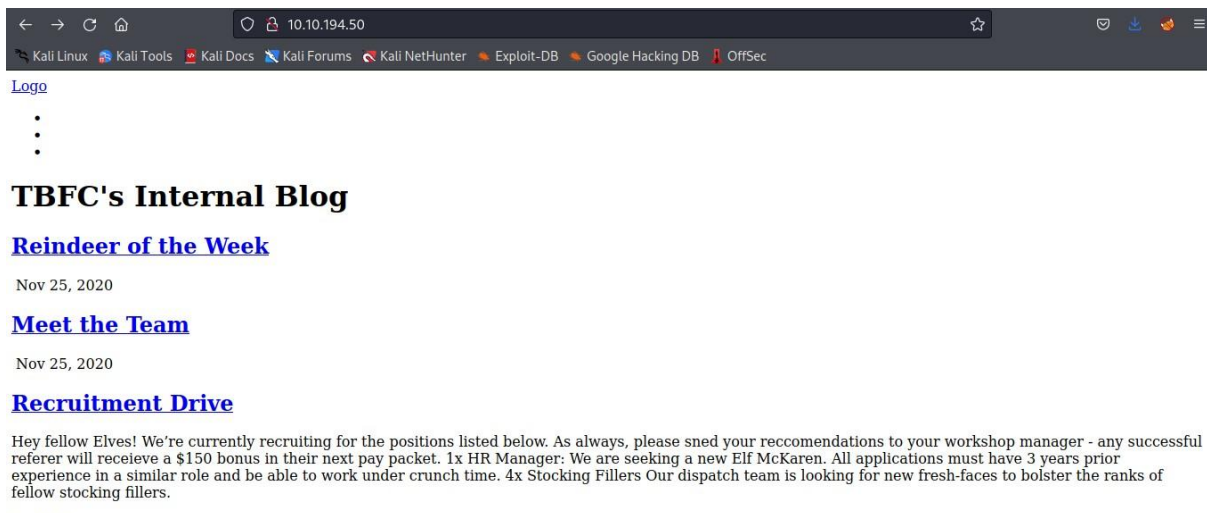 10.10.194.50
Kali Linux Kali Tools Kali Docs Kali Forums Kali NetHunter Exploit-DB Google Hacking DB OffSec
Logo
TBFC's Internal Blog
Reindeer of the Week
Nov 25, 2020
Meet the Team
Nov 25, 2020
Recruitment Drive
Hey fellow Elves! We’re currently recruiting for the positions listed below. As always, please sned your reccomendations to your workshop manager - any successful
referer will receieve a $150 bonus in their next pay packet. 1x HR Manager: We are seeking a new Elf McKaren. All applications must have 3 years prior
experience in a similar role and be able to work under crunch time. 4x Stocking Fillers Our dispatch team is looking for new fresh-faces to bolster the ranks of
fellow stocking fillers.